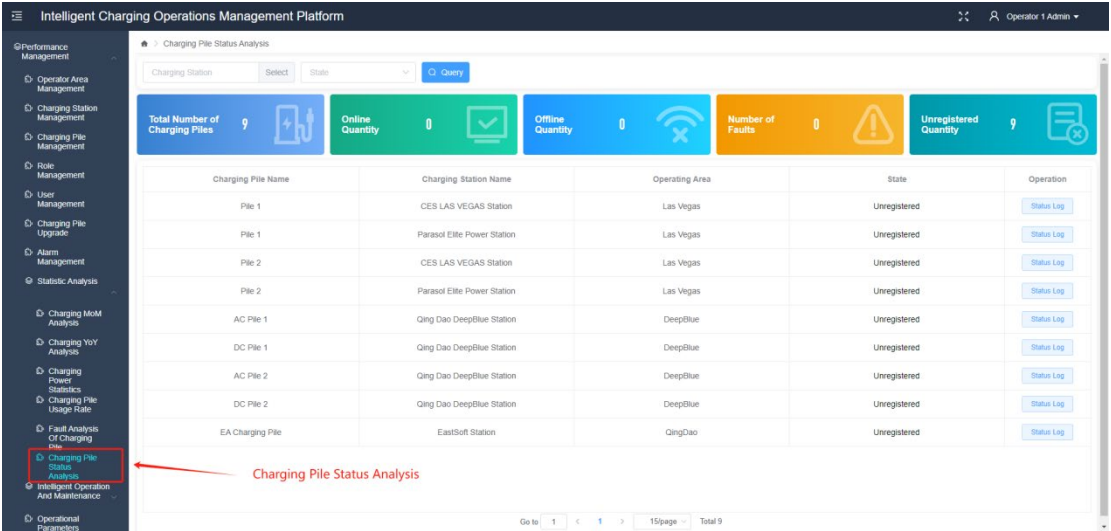 Intelligent Charging Operations Management Platform
Operator 1 Admin
Performance
Management
Operator Area
Management
Charging Station
Management
Charging Pile
Management
Role
Management
User
Management
Charging Pile
Upgrade
Alarm
Management
Statistic Analysis
Charging MoM
Analysis
Charging YoY
Analysis
Charging
Power
Statistics
Charging Pile
Usage Rate
Fault Analysis
Of Charging
Pile
Charging Pile
Status
Analysis
Intelligent Operation
And Maintenance
Operational
Parameters
> Charging Pile Status Analysis
Charging Station Select State Query
Total Number of
Charging Piles 9
Online
Quantity 0
Offline
Quantity 0
Number of
Faults 0
Unregistered
Quantity 9
Charging Pile Name Charging Station Name Operating Area State Operation
Pile 1 CES LAS VEGAS Station Las Vegas Unregistered Status Log
Pile 1 Parasol Elite Power Station Las Vegas Unregistered Status Log
Pile 2 CES LAS VEGAS Station Las Vegas Unregistered Status Log
Pile 2 Parasol Elite Power Station Las Vegas Unregistered Status Log
AC Pile 1 Qing Dao DeepBlue Station DeepBlue Unregistered Status Log
DC Pile 1 Qing Dao DeepBlue Station DeepBlue Unregistered Status Log
AC Pile 2 Qing Dao DeepBlue Station DeepBlue Unregistered Status Log
DC Pile 2 Qing Dao DeepBlue Station DeepBlue Unregistered Status Log
EA Charging Pile EastSoft Station QingDao Unregistered Status Log
Charging Pile Status Analysis
Go to 1 < 1 > 15/page Total 9